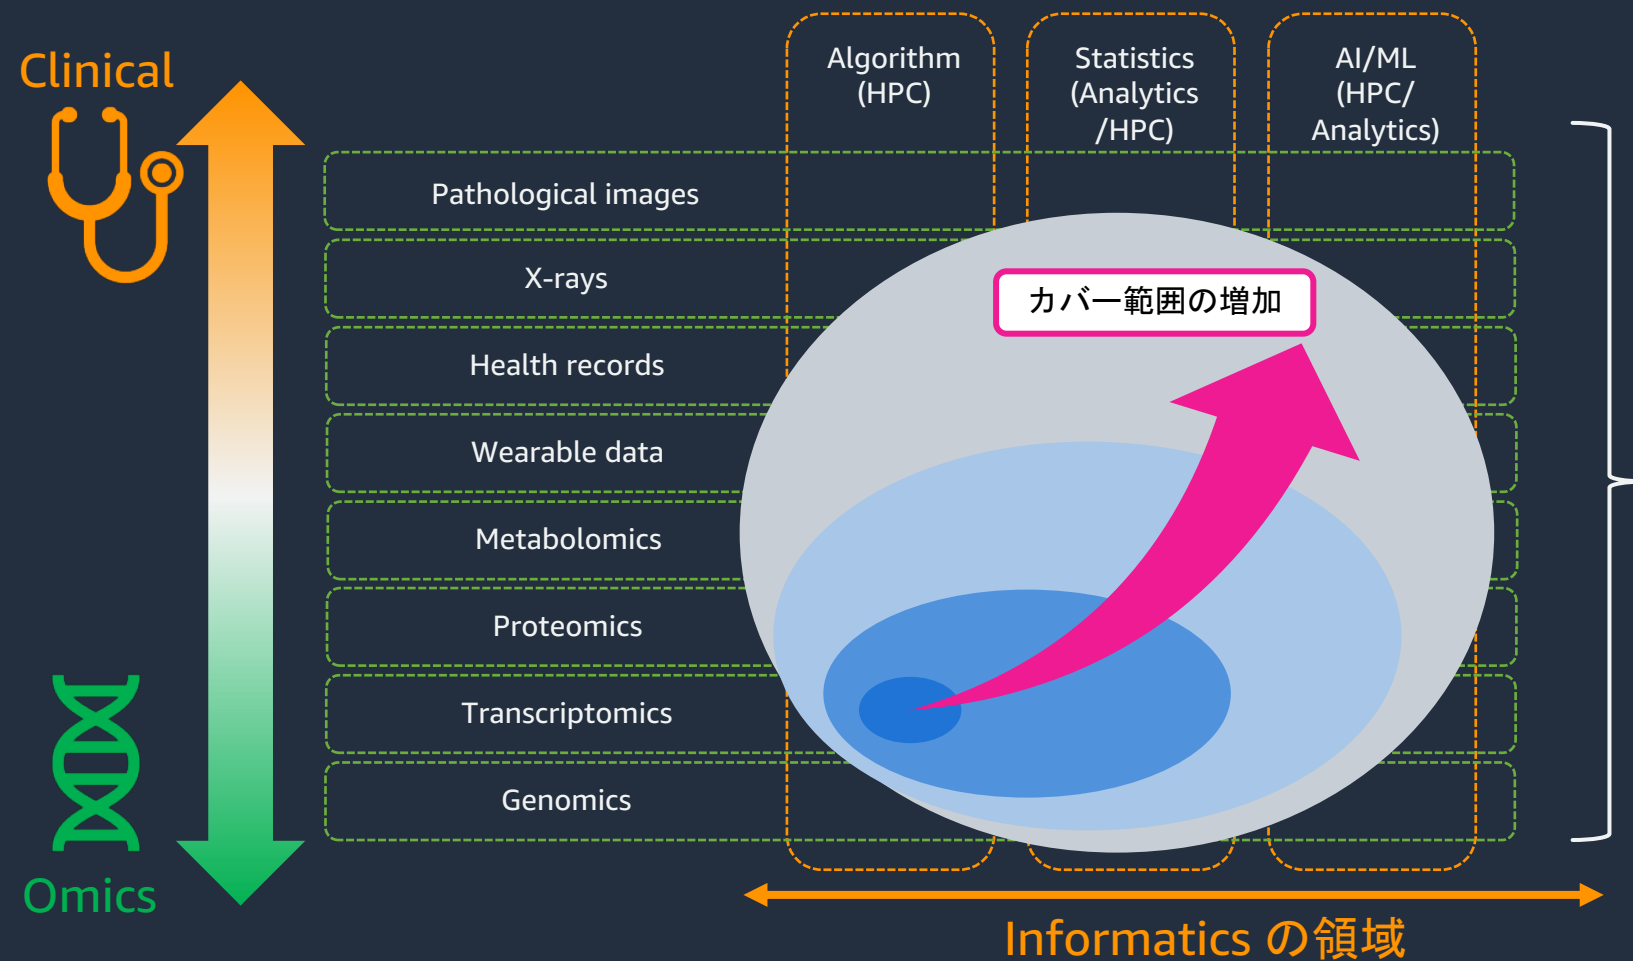 Clinical
Algorithm
(HPC)
Statistics
(Analytics
/HPC)
AI/ML
(HPC/
Analytics)
Pathological images
X-rays
カバー範囲の増加
Health records
Wearable data
Metabolomics
Proteomics
Transcriptomics
Genomics
Omics
Informatics の領域